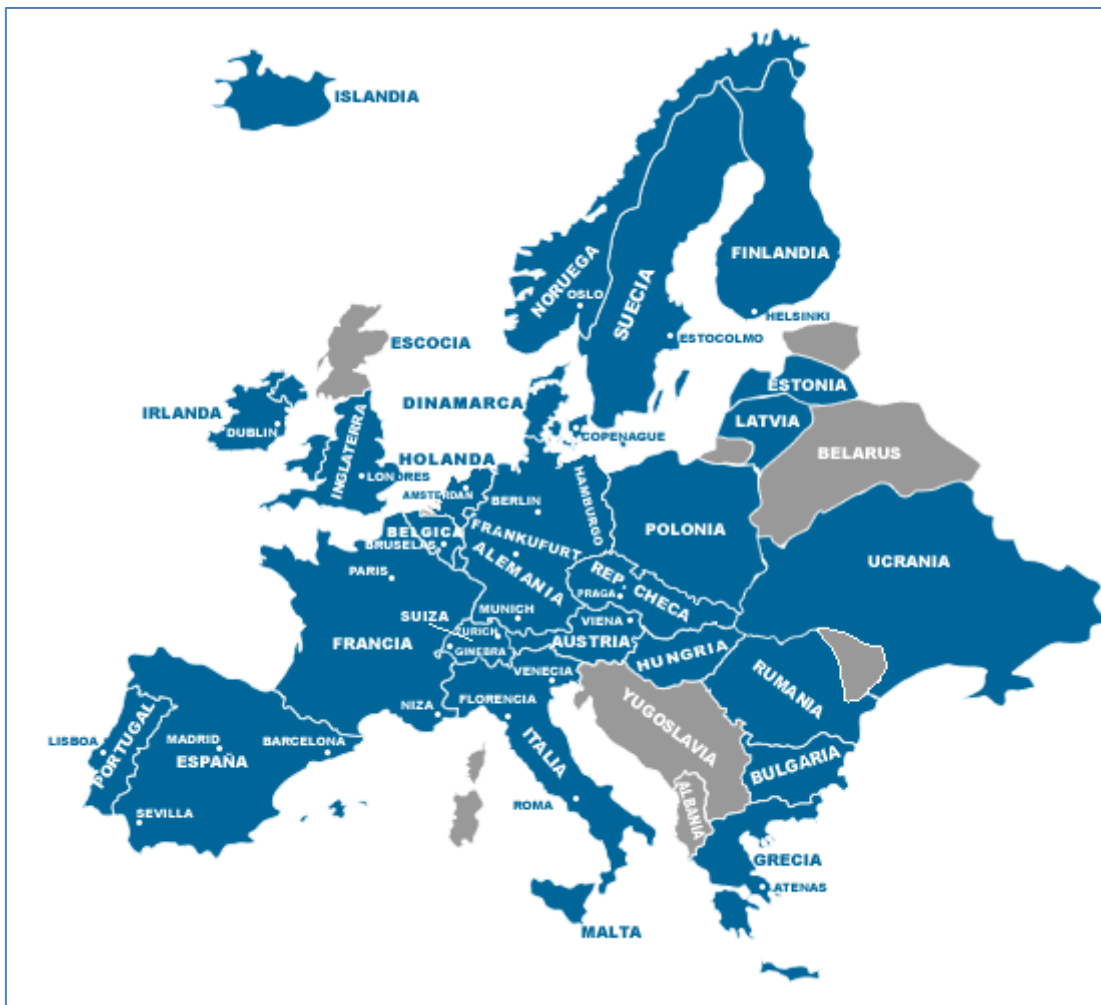 ISLANDIA
NORUEGA
OSLO
SUECIA
FINLANDIA
HELSINKI
ESTOCOLMO
ESCOCIA
ESTONIA
IRLANDA
DUBLIN
DINAMARCA
LATVIA
COPENAGUE
BELARUS
INGLATERRA
LONDRES
HOLANDA
AMSTERDAN
BERLIN
HAMBURGO
POLONIA
BELGICA
BRUSELAS
FRANKUFURT
ALEMANIA
UCRANIA
PARIS
REP. CHECA
PRAGA
SUIZA
MUNICH
VIENA
FRANCIA
ZURICH
GINEBRA
AUSTRIA
HUNGRIA
VENECIA
RUMANIA
NIZA
FLORENCIA
YUGOSLAVIA
LISBOA
PORTUGAL
MADRID
BARCELONA
ESPAÑA
ITALIA
BULGARIA
SEVILLA
ROMA
ALBANIA
GRECIA
ATENAS
MALTA